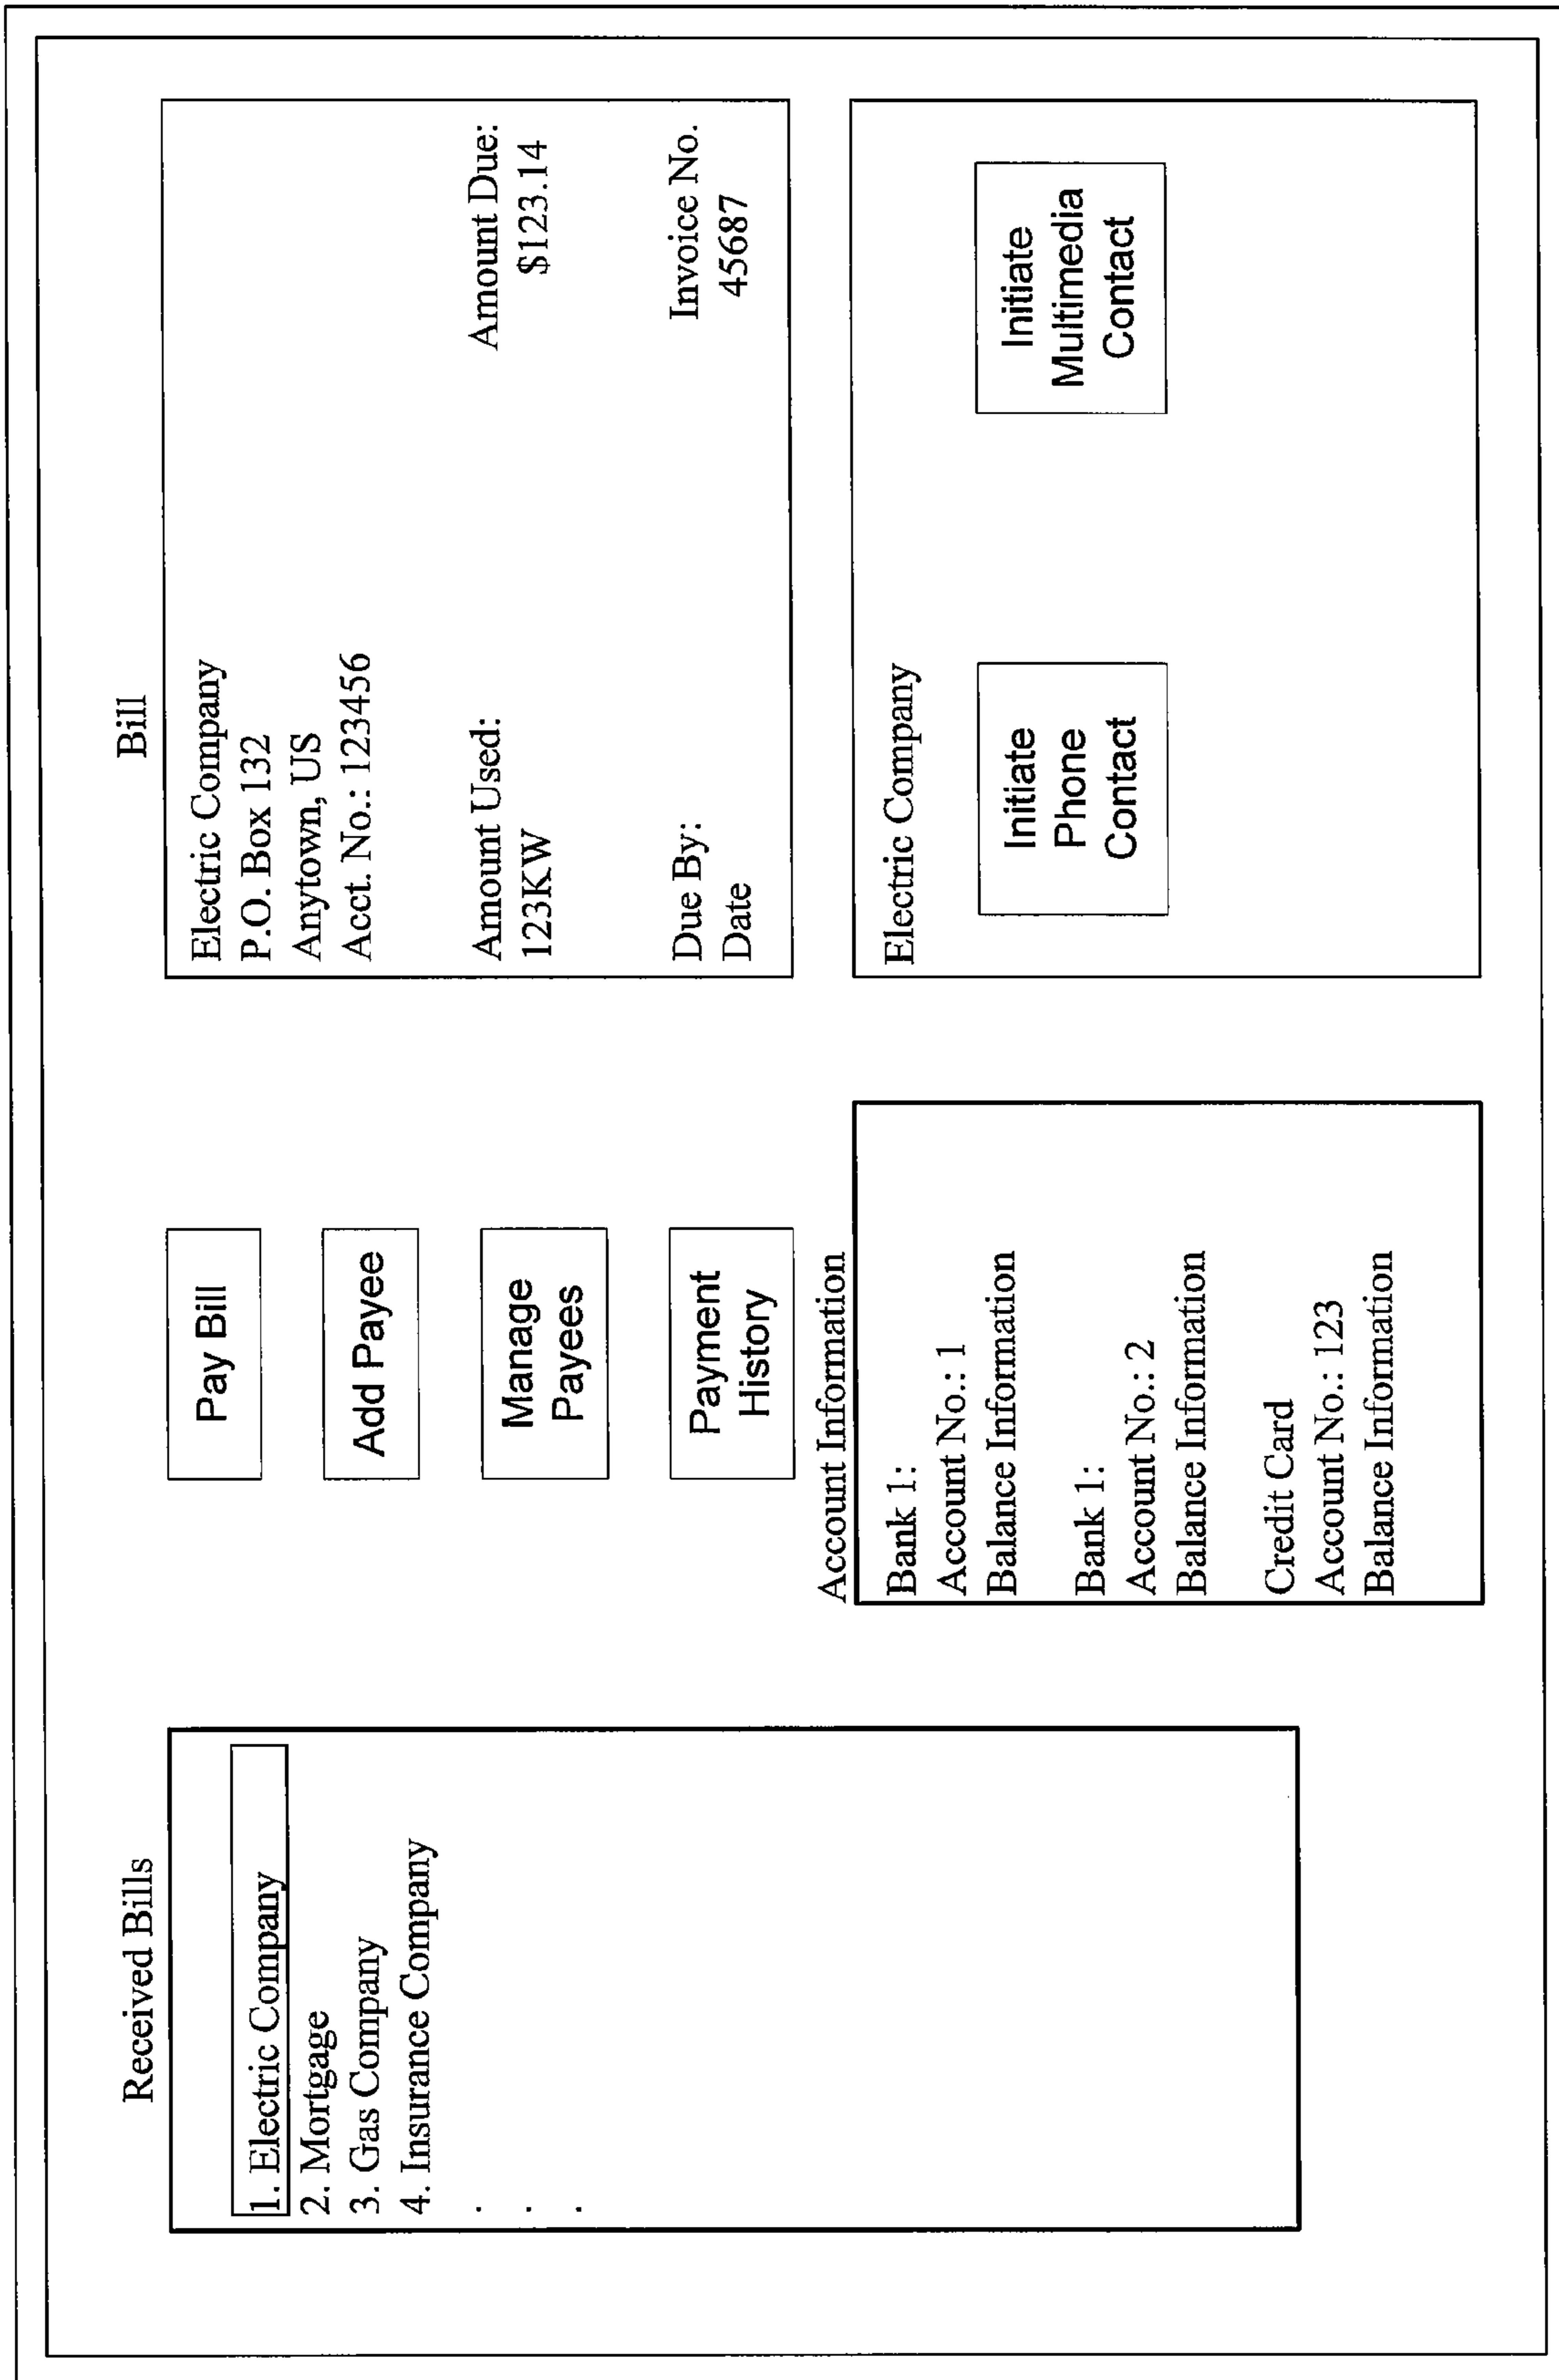 Received Bills
1. Electric Company
2. Mortgage
3. Gas Company
4. Insurance Company
.
.
.
Pay Bill
Add Payee
Manage
Payees
Payment
History
Account Information
Bank 1:
Account No.: 1
Balance Information
Bank 1:
Account No.: 2
Balance Information
Credit Card
Account No.: 123
Balance Information
Bill
Electric Company
P.O. Box 132
Anytown, US
Acct. No.: 123456
Amount Used:
123KW
Amount Due:
$123.14
Due By:
Date
Invoice No.
45687
Electric Company
Initiate
Phone
Contact
Initiate
Multimedia
Contact